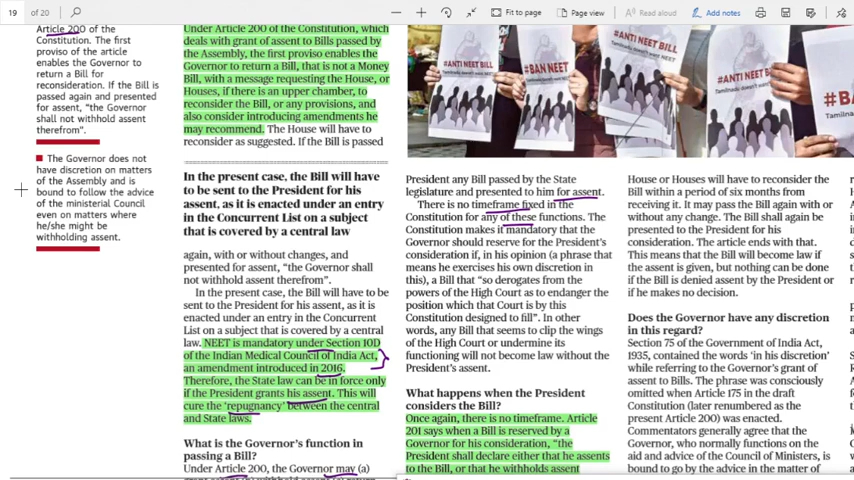 19 of 20
Fit to page
Page view
Read aloud
Add notes
Article 200 of the
Constitution. The first
proviso of the article
enables the Governor to
return a Bill for
reconsideration. If the Bill is
passed again and presented
for assent, “the Governor
shall not withhold assent
therefrom”.
The Governor does not
have discretion on matters
of the Assembly and is
bound to follow the advice
of the ministerial Council
even on matters where
he/she might be
withholding assent.
Under Article 200 of the Constitution, which
deals with grant of assent to Bills passed by
the Assembly, the first proviso enables the
Governor to return a Bill, that is not a Money
Bill, with a message requesting the House, or
Houses, if there is an upper chamber, to
reconsider the Bill, or any provisions, and
also consider introducing amendments he
may recommend. The House will have to
reconsider as suggested. If the Bill is passed
In the present case, the Bill will have
to be sent to the President for his
assent, as it is enacted under an entry
in the Concurrent List on a subject
that is covered by a central law
again, with or without changes, and
presented for assent, “the Governor shall
not withhold assent therefrom”.
In the present case, the Bill will have to be
sent to the President for his assent, as it is
enacted under an entry in the Concurrent
List on a subject that is covered by a central
law. NEET is mandatory under Section 10D
of the Indian Medical Council of India Act,
an amendment introduced in 2016.
Therefore, the State law can be in force only
if the President grants his assent. This will
cure the ‘repugnancy’ between the central
and State laws.
What is the Governor’s function in
passing a Bill?
Under Article 200, the Governor may (a)
#ANTI NEET BILL
Tamilnadu doesn't want NEET
#BAN NEET
#ANTI NEET BILL
Tamilnadu doesn't want NEET
President any Bill passed by the State
legislature and presented to him for assent.
There is no timeframe fixed in the
Constitution for any of these functions. The
Constitution makes it mandatory that the
Governor should reserve for the President’s
consideration if, in his opinion (a phrase that
means he exercises his own discretion in
this), a Bill that “so derogates from the
powers of the High Court as to endanger the
position which that Court is by this
Constitution designed to fill”. In other
words, any Bill that seems to clip the wings
of the High Court or undermine its
functioning will not become law without the
President’s assent.
What happens when the President
considers the Bill?
Once again, there is no timeframe. Article
201 says when a Bill is reserved by a
Governor for his consideration, “the
President shall declare either that he assents
to the Bill, or that he withholds assent
House or Houses will have to reconsider the
Bill within a period of six months from
receiving it. It may pass the Bill again with or
without any change. The Bill shall again be
presented to the President for his
consideration. The article ends with that.
This means that the Bill will become law if
the assent is given, but nothing can be done
if the Bill is denied assent by the President or
if he makes no decision.
Does the Governor have any discretion
in this regard?
Section 75 of the Government of India Act,
1935, contained the words ‘in his discretion’
while referring to the Governor’s grant of
assent to Bills. The phrase was consciously
omitted when Article 175 in the draft
Constitution (later renumbered as the
present Article 200) was enacted.
Commentators generally agree that the
Governor, who normally functions on the
aid and advice of the Council of Ministers, is
bound to go by the advice in the matter of